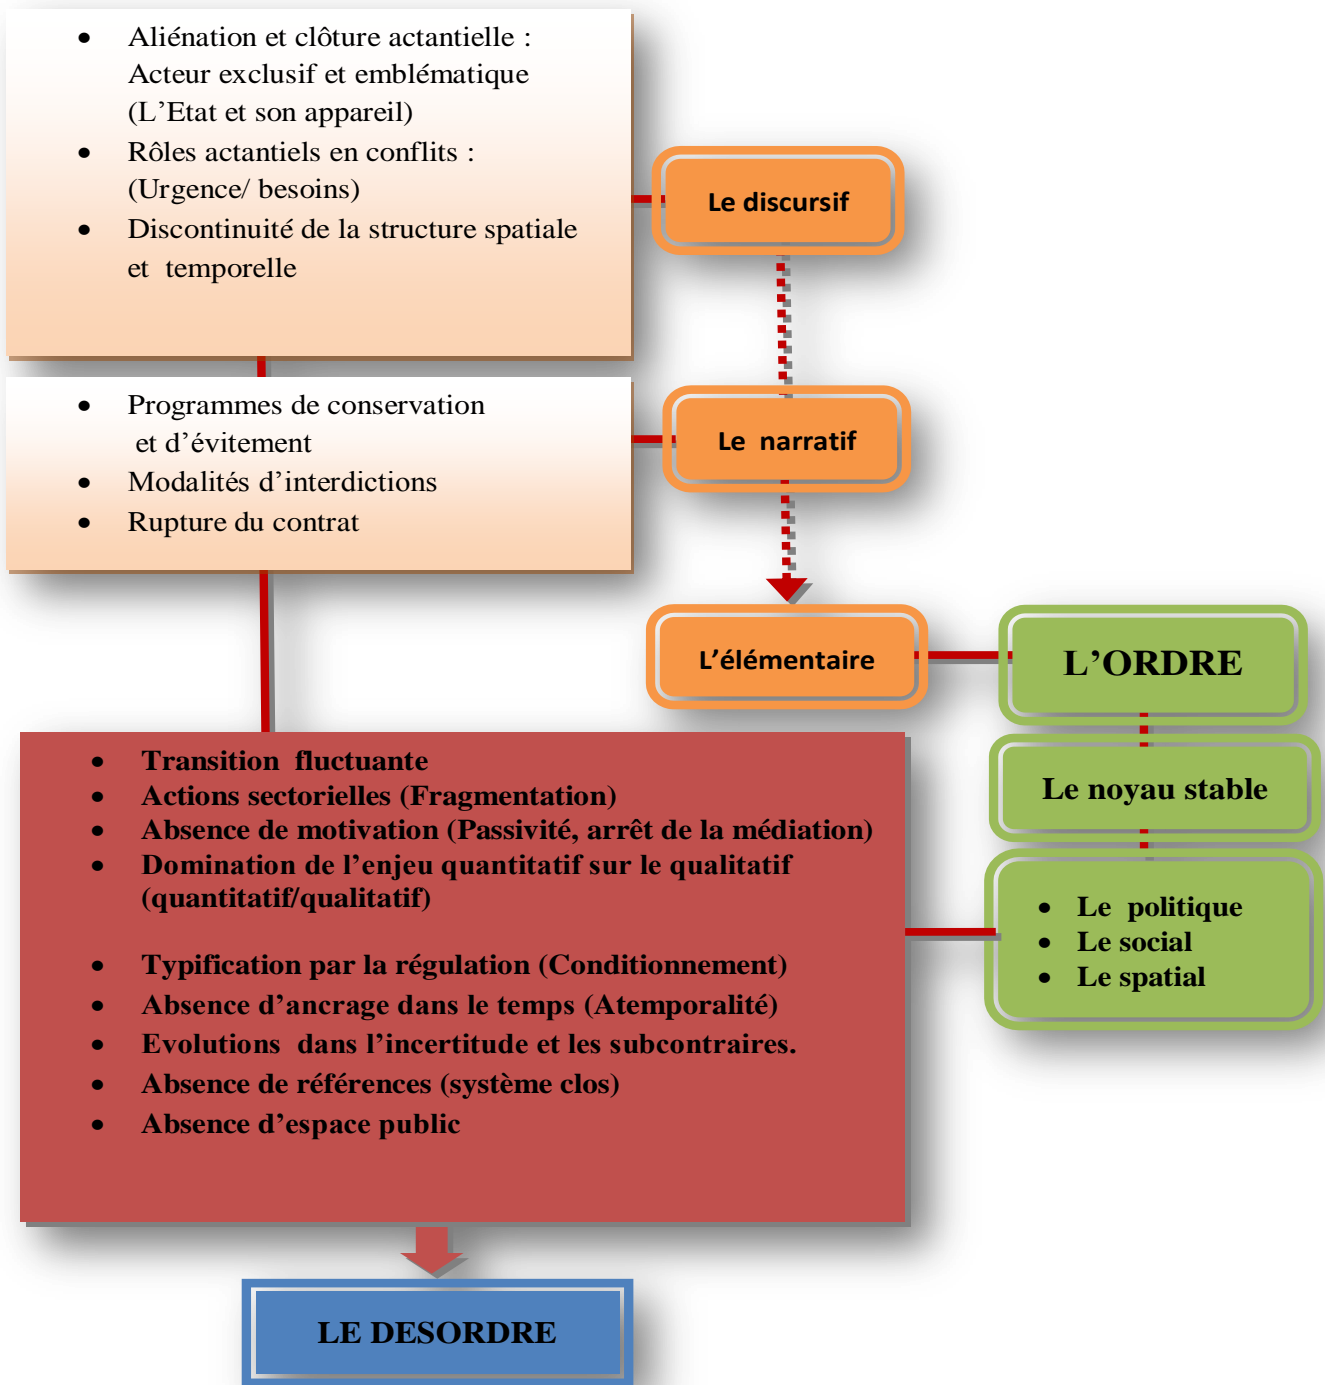 • Aliénation et clôture actantielle :
Acteur exclusif et emblématique
(L’Etat et son appareil)
• Rôles actantiels en conflits :
(Urgence/ besoins)
• Discontinuité de la structure spatiale
et  temporelle
Le discursif
• Programmes de conservation
et d’évitement
• Modalités d’interdictions
• Rupture du contrat
Le  narratif
L’élémentaire
L’ORDRE
Le noyau stable
• Le  politique
• Le social
• Le spatial
• Transition  fluctuante
• Actions sectorielles (Fragmentation)
• Absence de motivation (Passivité, arrêt de la médiation)
• Domination de l’enjeu quantitatif sur le qualitatif
(quantitatif/qualitatif)
• Typification par la régulation (Conditionnement)
• Absence d’ancrage dans le temps (Atemporalité)
• Evolutions  dans l’incertitude et les subcontraires.
• Absence de références (système clos)
• Absence d’espace public
LE DESORDRE